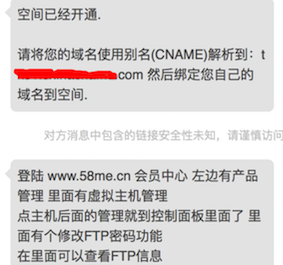 空间已经开通.
请将您的域名使用别名(CNAME)解析到：t
.com 然后绑定您自己的
域名到空间.
对方消息中包含的链接安全性未知，请谨慎访问
登陆 www.58me.cn 会员中心 左边有产品
管理 里面有虚拟主机管理
点主机后面的管理就到控制面板里面了 里
面有个修改FTP密码功能
在里面可以查看FTP信息